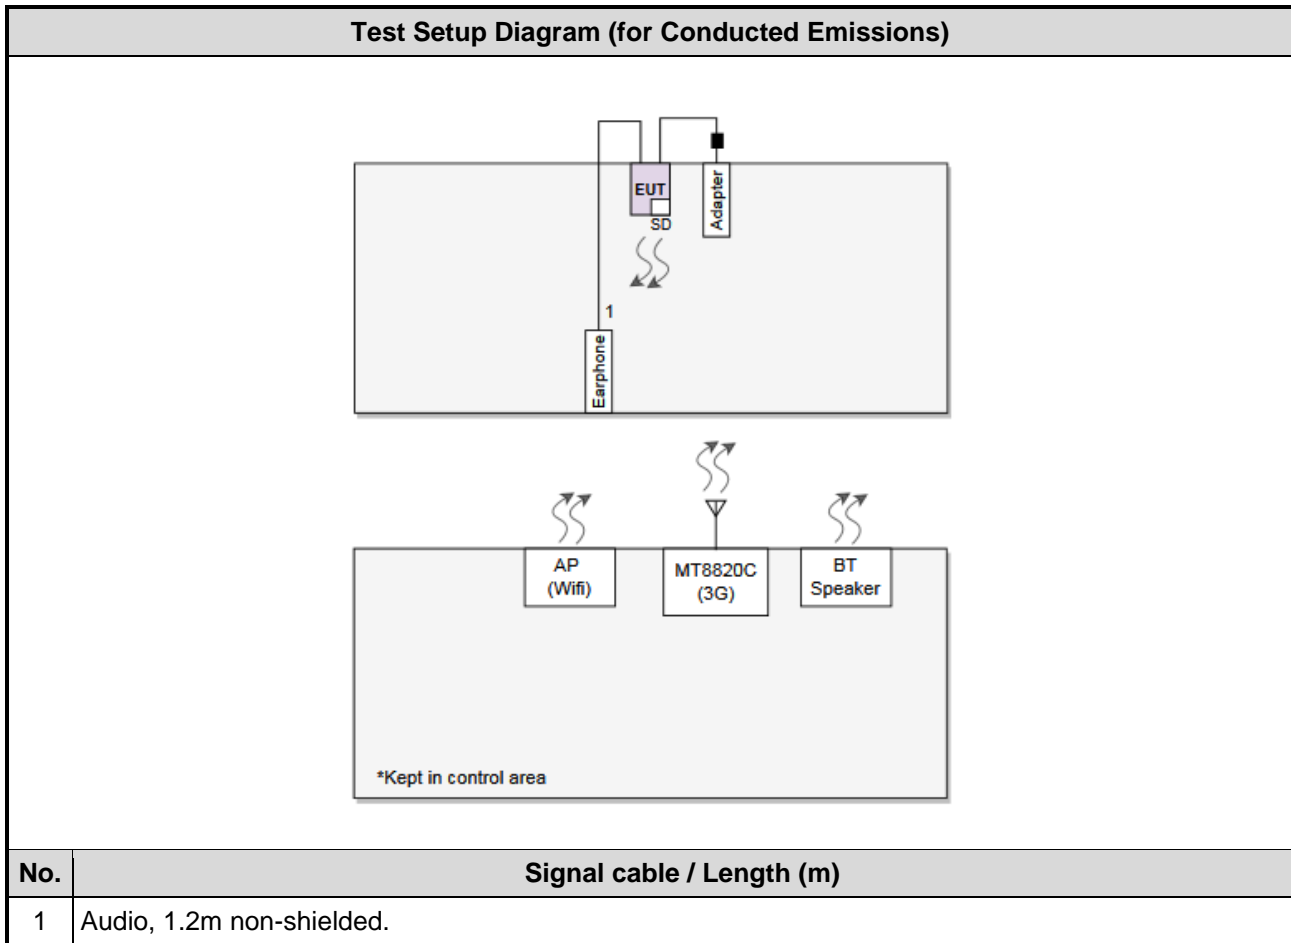 Test Setup Diagram (for Conducted Emissions)
EUT
SD
Adapter
1
Earphone
AP
(Wifi)
MT8820C
(3G)
BT
Speaker
*Kept in control area
No. Signal cable / Length (m)
1 Audio, 1.2m non-shielded.